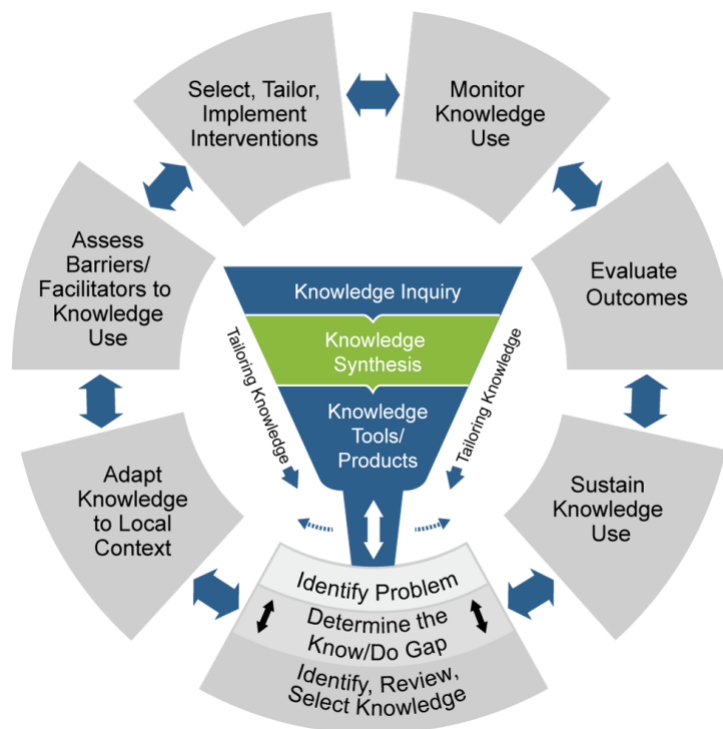 Select, Tailor,
Implement
Interventions
Monitor
Knowledge
Use
Assess
Barriers/
Facilitators to
Knowledge
Use
Evaluate
Outcomes
Knowledge Inquiry
Knowledge
Synthesis
Knowledge
Tools/
Products
Tailoring Knowledge
Tailoring Knowledge
Adapt
Knowledge
to Local
Context
Sustain
Knowledge
Use
Identify Problem
Determine the
Know/Do Gap
Identify, Review,
Select Knowledge